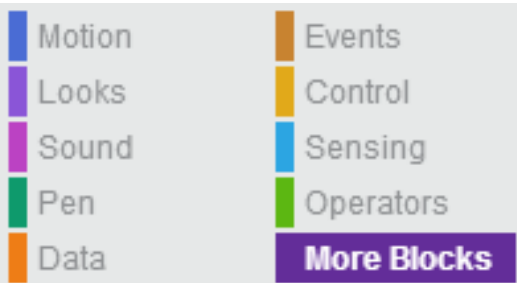 Motion
Events
Looks
Control
Sound
Sensing
Pen
Operators
Data
More Blocks